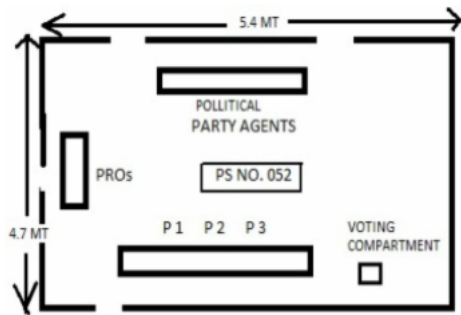 5.4 MT
POLLITICAL
PARTY AGENTS
PROs
PS NO. 052
4.7 MT
P 1 P 2 P 3
VOTING
COMPARTMENT